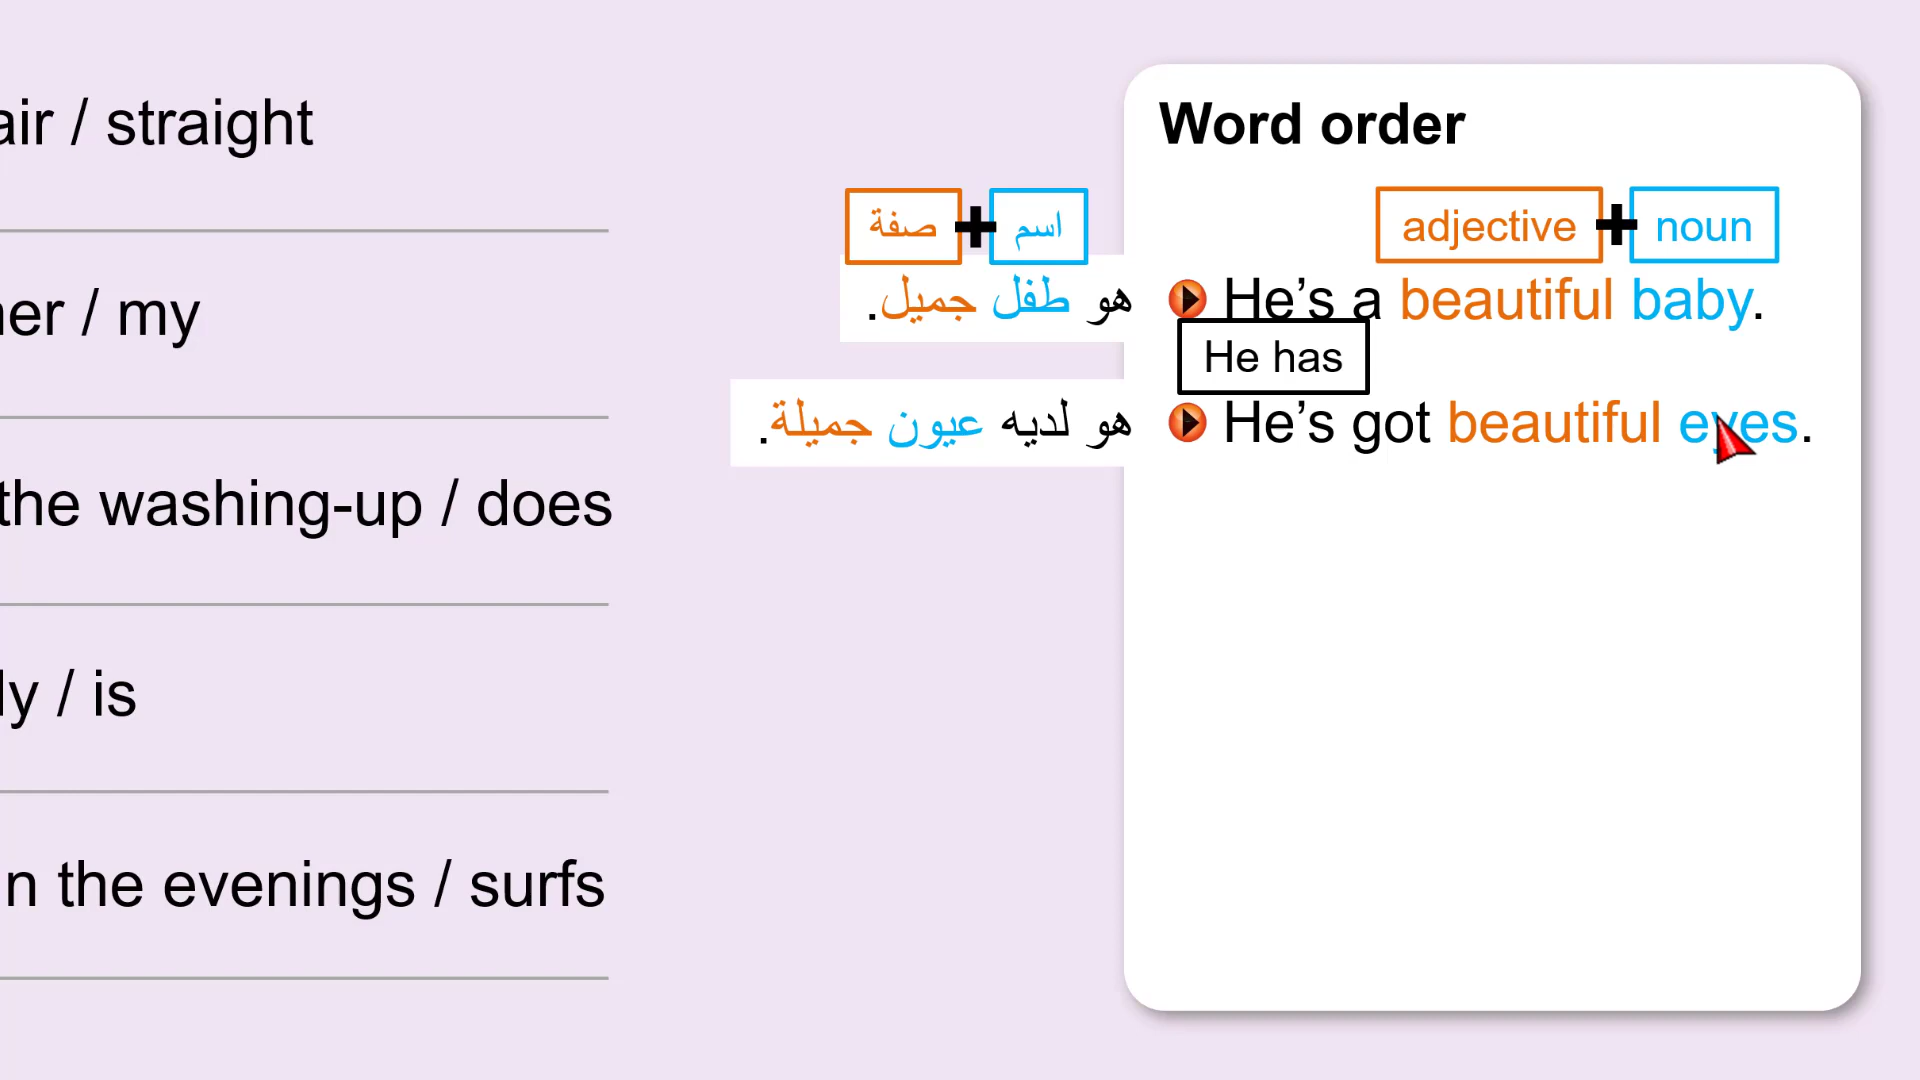 air / straight
her / my
the washing-up / does
ly / is
n the evenings / surfs
Word order
adjective + noun
اسم + صفة
He’s a beautiful baby.
هو طفل جميل.
He has
He’s got beautiful eyes.
هو لديه عيون جميلة.